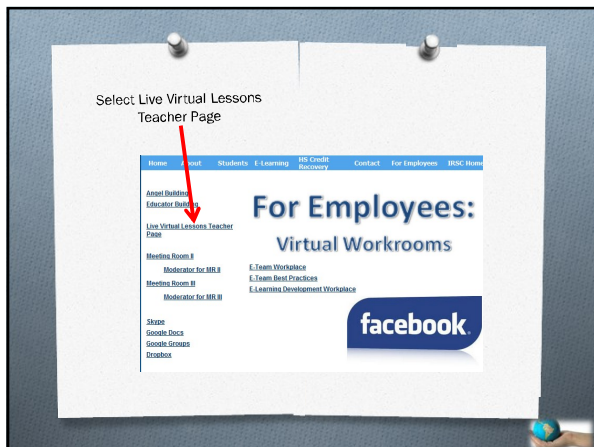 Select Live Virtual Lessons
Teacher Page
Home About Students E-Learning HS Credit Recovery Contact For Employees IRSC Home
Angel Building
Educator Building
Live Virtual Lessons Teacher
Page
Meeting Room II
Moderator for MR II
Meeting Room III
Moderator for MR III
Skype
Google Docs
Google Groups
Dropbox
For Employees:
Virtual Workrooms
E-Team Workplace
E-Team Best Practices
E-Learning Development Workplace
facebook.